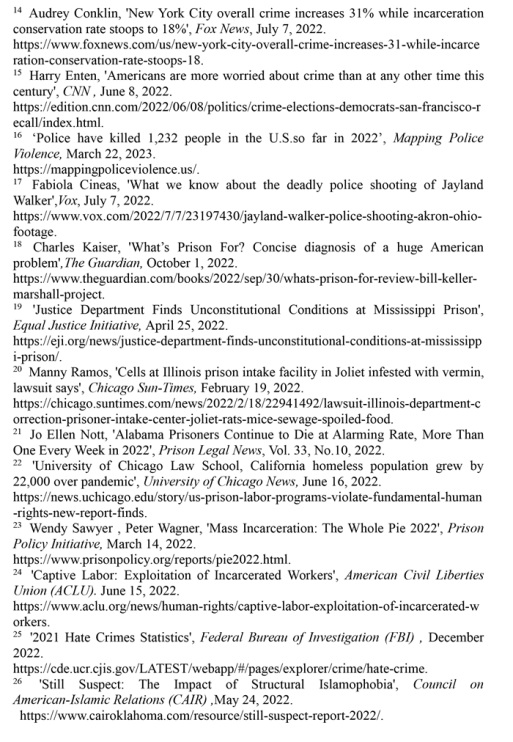 14 Audrey Conklin, 'New York City overall crime increases 31% while incarceration
conservation rate stoops to 18%', Fox News, July 7, 2022.
https://www.foxnews.com/us/new-york-city-overall-crime-increases-31-while-incarce
ration-conservation-rate-stoops-18.
15 Harry Enten, 'Americans are more worried about crime than at any other time this
century', CNN , June 8, 2022.
https://edition.cnn.com/2022/06/08/politics/crime-elections-democrats-san-francisco-r
ecall/index.html.
16 ‘Police have killed 1,232 people in the U.S.so far in 2022’, Mapping Police
Violence, March 22, 2023.
https://mappingpoliceviolence.us/.
17 Fabiola Cineas, 'What we know about the deadly police shooting of Jayland
Walker',Vox, July 7, 2022.
https://www.vox.com/2022/7/7/23197430/jayland-walker-police-shooting-akron-ohio-
footage.
18 Charles Kaiser, 'What’s Prison For? Concise diagnosis of a huge American
problem',The Guardian, October 1, 2022.
https://www.theguardian.com/books/2022/sep/30/whats-prison-for-review-bill-keller-
marshall-project.
19 'Justice Department Finds Unconstitutional Conditions at Mississippi Prison',
Equal Justice Initiative, April 25, 2022.
https://eji.org/news/justice-department-finds-unconstitutional-conditions-at-mississipp
i-prison/.
20 Manny Ramos, 'Cells at Illinois prison intake facility in Joliet infested with vermin,
lawsuit says', Chicago Sun-Times, February 19, 2022.
https://chicago.suntimes.com/news/2022/2/18/22941492/lawsuit-illinois-department-c
orrection-prisoner-intake-center-joliet-rats-mice-sewage-spoiled-food.
21 Jo Ellen Nott, 'Alabama Prisoners Continue to Die at Alarming Rate, More Than
One Every Week in 2022', Prison Legal News, Vol. 33, No.10, 2022.
22 'University of Chicago Law School, California homeless population grew by
22,000 over pandemic', University of Chicago News, June 16, 2022.
https://news.uchicago.edu/story/us-prison-labor-programs-violate-fundamental-human
-rights-new-report-finds.
23 Wendy Sawyer , Peter Wagner, 'Mass Incarceration: The Whole Pie 2022', Prison
Policy Initiative, March 14, 2022.
https://www.prisonpolicy.org/reports/pie2022.html.
24 'Captive Labor: Exploitation of Incarcerated Workers', American Civil Liberties
Union (ACLU). June 15, 2022.
https://www.aclu.org/news/human-rights/captive-labor-exploitation-of-incarcerated-w
orkers.
25 '2021 Hate Crimes Statistics', Federal Bureau of Investigation (FBI) , December
2022.
https://cde.ucr.cjis.gov/LATEST/webapp/#/pages/explorer/crime/hate-crime.
26 'Still Suspect: The Impact of Structural Islamophobia', Council on
American-Islamic Relations (CAIR) ,May 24, 2022.
https://www.cairoklahoma.com/resource/still-suspect-report-2022/.